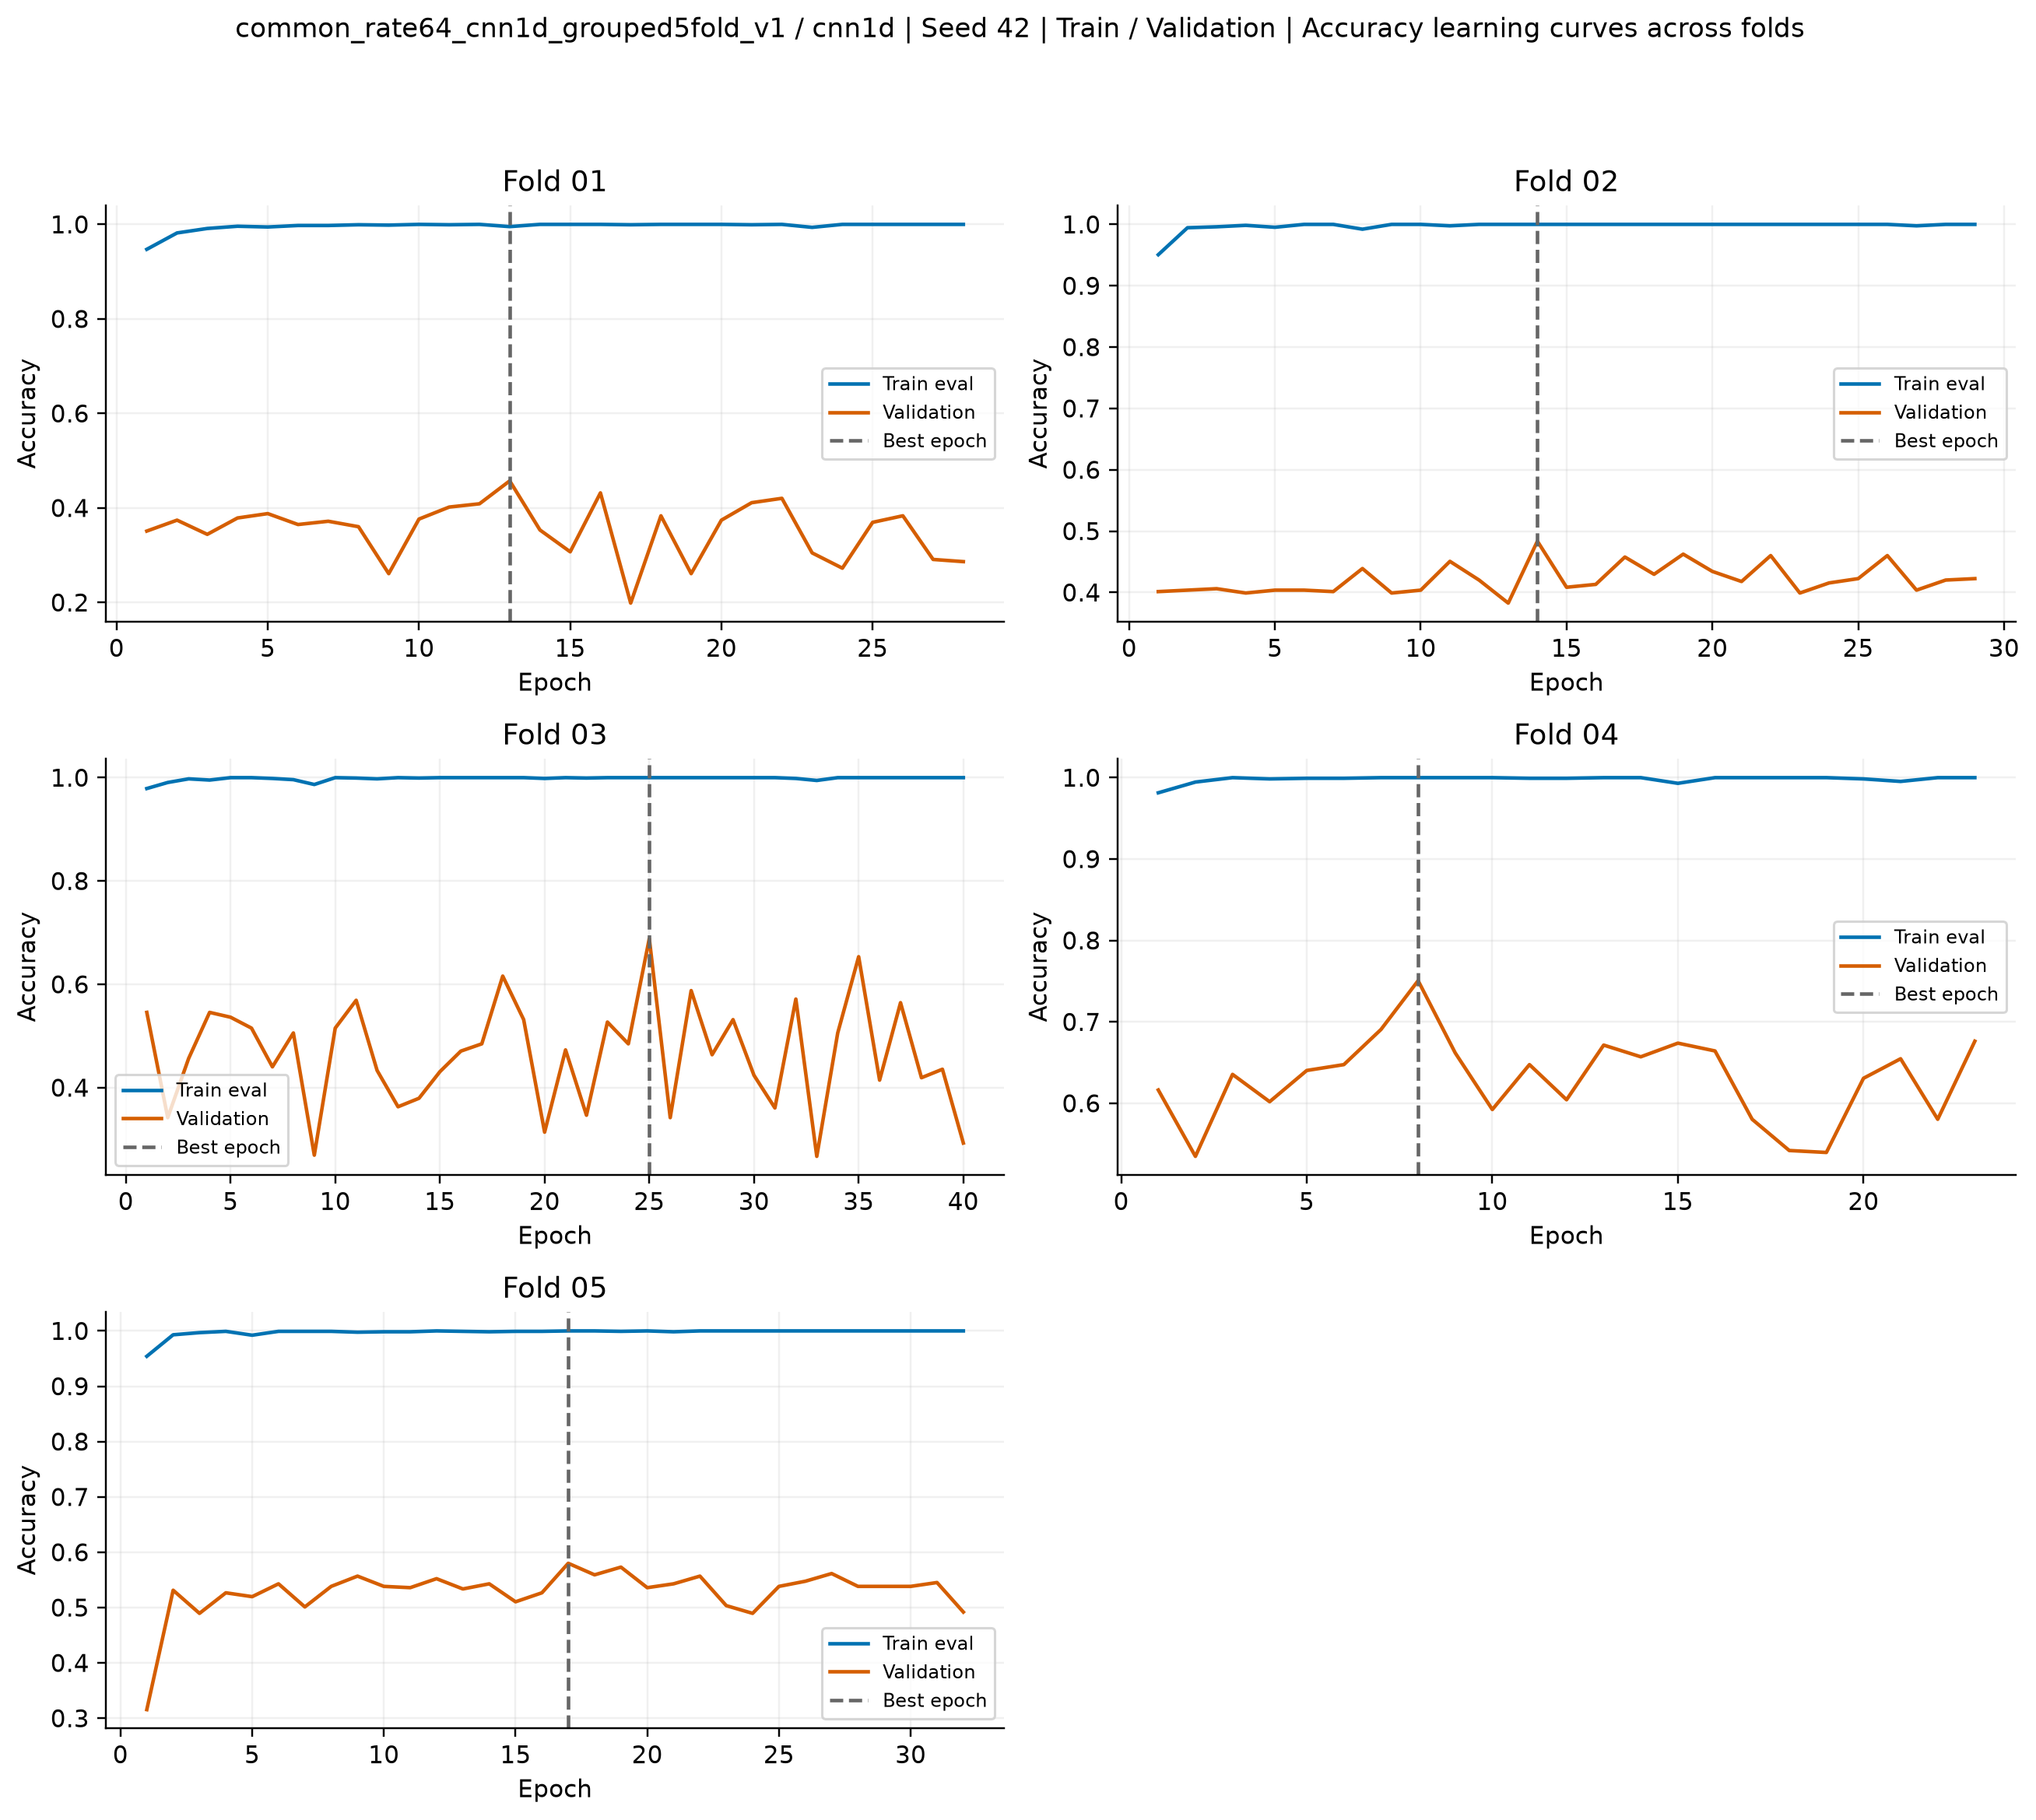 common_rate64_cnn1d_grouped5fold_v1 / cnn1d | Seed 42 | Train / Validation | Accuracy learning curves across folds
Fold 01
1.0
0.8
0.6
0.4
0.2
Accuracy
Train eval
Validation
Best epoch
0 5 10 15 20 25
Epoch
Fold 02
1.0
0.9
0.8
0.7
0.6
0.5
0.4
Accuracy
Train eval
Validation
Best epoch
0 5 10 15 20 25 30
Epoch
Fold 03
1.0
0.8
0.6
0.4
Accuracy
Train eval
Validation
Best epoch
0 5 10 15 20 25 30 35 40
Epoch
Fold 04
1.0
0.9
0.8
0.7
0.6
Accuracy
Train eval
Validation
Best epoch
0 5 10 15 20
Epoch
Fold 05
1.0
0.9
0.8
0.7
0.6
0.5
0.4
0.3
Accuracy
Train eval
Validation
Best epoch
0 5 10 15 20 25 30
Epoch